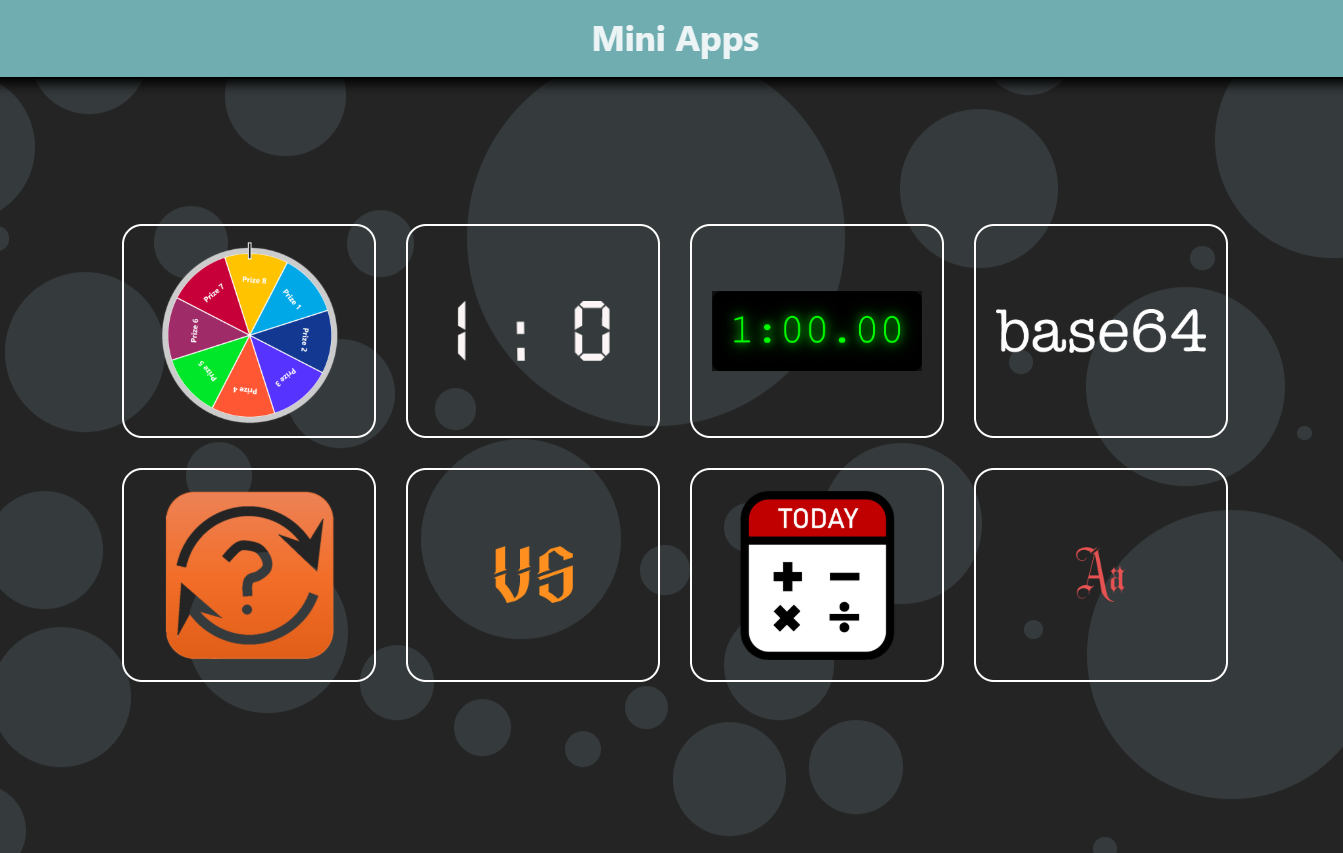 Mini Apps
Prize 8
Prize 1
Prize 2
Prize 3
Prize 4
Prize 5
Prize 6
Prize 7
1 : 0
1:00.00
base64
?
VS
TODAY
+ −
× ÷
Aa